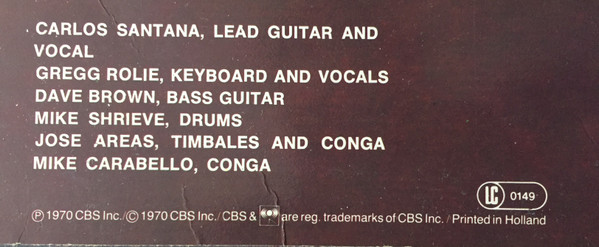 CARLOS SANTANA, LEAD GUITAR AND
VOCAL
GREGG ROLIE, KEYBOARD AND VOCALS
DAVE BROWN, BASS GUITAR
MIKE SHRIEVE, DRUMS
JOSE AREAS, TIMBALES AND CONGA
MIKE CARABELLO, CONGA
LC 0149
Ⓟ 1970 CBS Inc./© 1970 CBS Inc./CBS & are reg. trademarks of CBS Inc./Printed in Holland